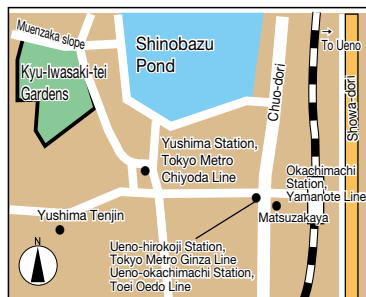 Muenzaka slope
Kyu-Iwasaki-tei
Gardens
Shinobazu
Pond
Chuo-dori
→
To Ueno
Showa-dori
Yushima Station,
Tokyo Metro
Chiyoda Line
Okachimachi
Station,
Yamanote Line
Matsuzakaya
Yushima Tenjin
Ueno-hirokoji Station,
Tokyo Metro Ginza Line
Ueno-okachimachi Station,
Toei Oedo Line
N